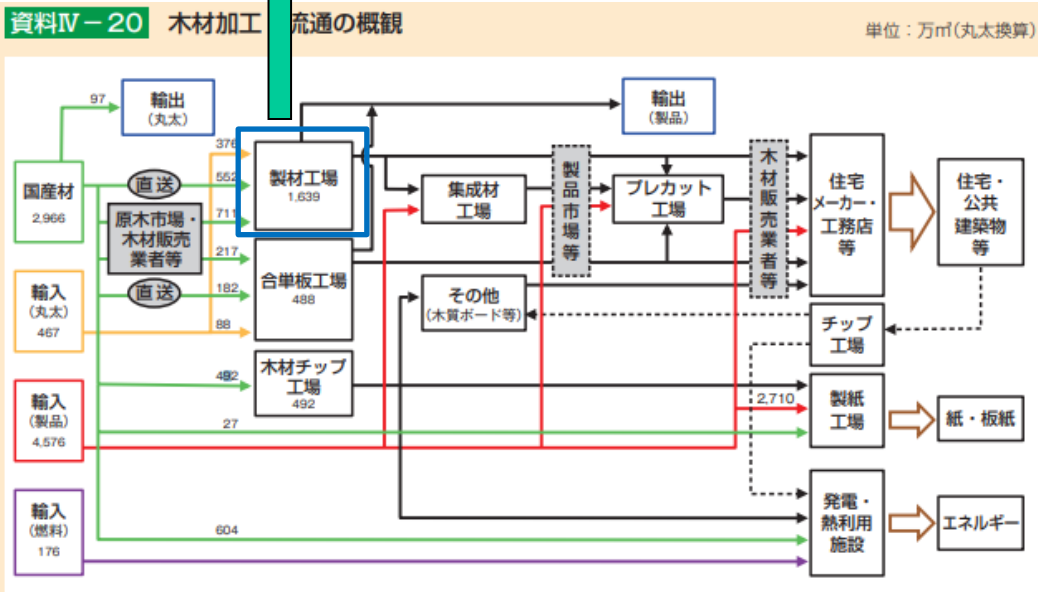 資料Ⅳ－20 木材加工 流通の概観
単位：万㎥(丸太換算)
97
輸出
(丸太)
輸出
(製品)
国産材
2,966
直送
原木市場・
木材販売
業者等
直送
376
552
711
217
182
88
製材工場
1,639
合単板工場
488
木材チップ
工場
492
集成材
工場
その他
(木質ボード等)
製品市場等
プレカット
工場
木材販売業者等
住宅
メーカー・
工務店
等
住宅・
公共
建築物
等
輸入
(丸太)
467
チップ
工場
輸入
(製品)
4,576
492
27
2,710
製紙
工場
紙・板紙
輸入
(燃料)
176
604
発電・
熱利用
施設
エネルギー